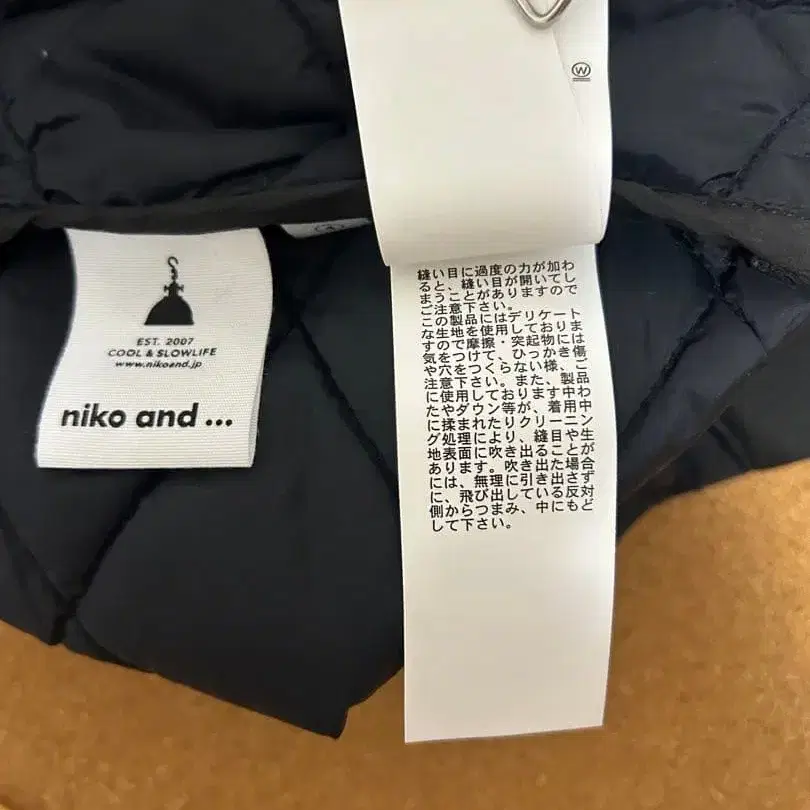 W
EST. 2007
COOL & SLOWLIFE
www.nikoand.jp
niko and ...
縫い目に過度の力が加わ
ると、縫い目が開いてし
まうことがありますので
ご注意下さい。
この製品にはデリケート
な生地を使用しておりま
すので摩擦・突起物には
気をつけて、ひっかき傷
や穴をつくらない様、ご
注意下さい。また、製品
に使用しております中わ
たやダウン等が、着用中
に揉まれたりクリーニン
グ処理により、縫目や生
地表面に吹き出ることが
あります。吹き出た場合
には、無理に引き出さず
に、飛び出している反対
側からつまみ、中にもど
して下さい。